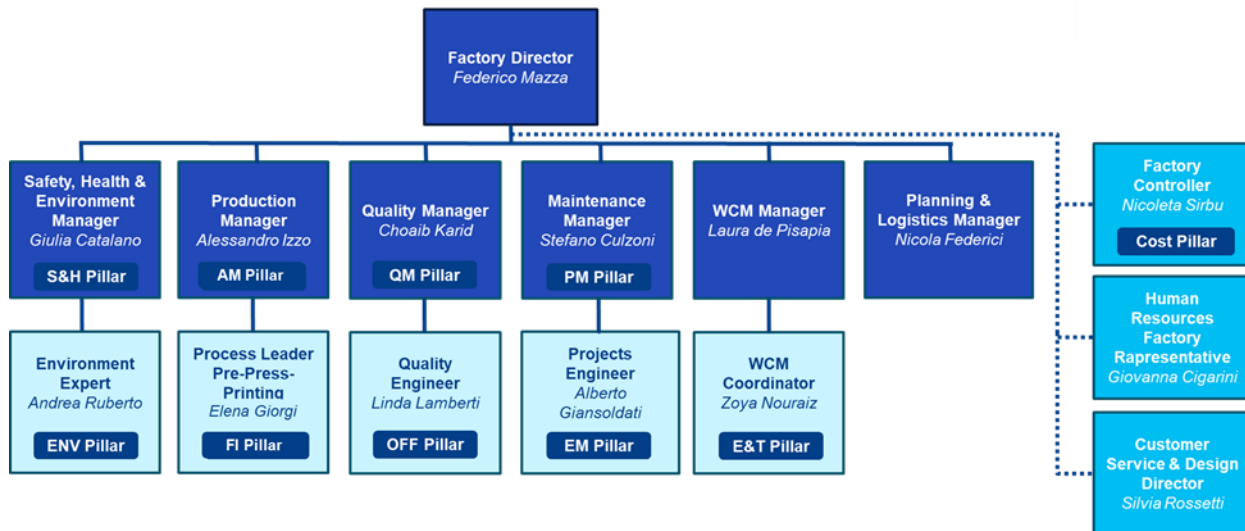 Factory Director
Federico Mazza
Safety, Health &
Environment
Manager
Giulia Catalano
S&H Pillar
Production
Manager
Alessandro Izzo
AM Pillar
Quality Manager
Choaib Karid
QM Pillar
Maintenance
Manager
Stefano Culzoni
PM Pillar
WCM Manager
Laura de Pisapia
Planning &
Logistics Manager
Nicola Federici
Factory
Controller
Nicoleta Sirbu
Cost Pillar
Environment
Expert
Andrea Ruberto
ENV Pillar
Process Leader
Pre-Press-
Printing
Elena Giorgi
FI Pillar
Quality
Engineer
Linda Lamberti
OFF Pillar
Projects
Engineer
Alberto
Giansoldati
EM Pillar
WCM
Coordinator
Zoya Nouraiz
E&T Pillar
Human
Resources
Factory
Rapresentative
Giovanna Cigarini
Customer
Service & Design
Director
Silvia Rossetti